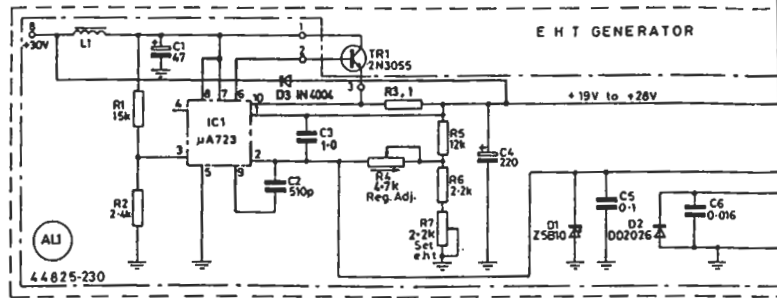 E H T GENERATOR
8
+30V
L1
C1
47
1
2
3
TR1
2N3055
D3 IN4004
R3,1
+19V to +28V
R1
15k
4
8
7
6
10
IC1
µA723
3
2
5
9
C3
1·0
C2
510p
R4
4·7k
Reg. Adj.
R5
12k
R6
2·2k
R7
2·2K
Set
eht
C4
220
R2
2·4k
D1
ZSB10
C5
0·1
D2
DD2026
C6
0·016
AL1
44825-230